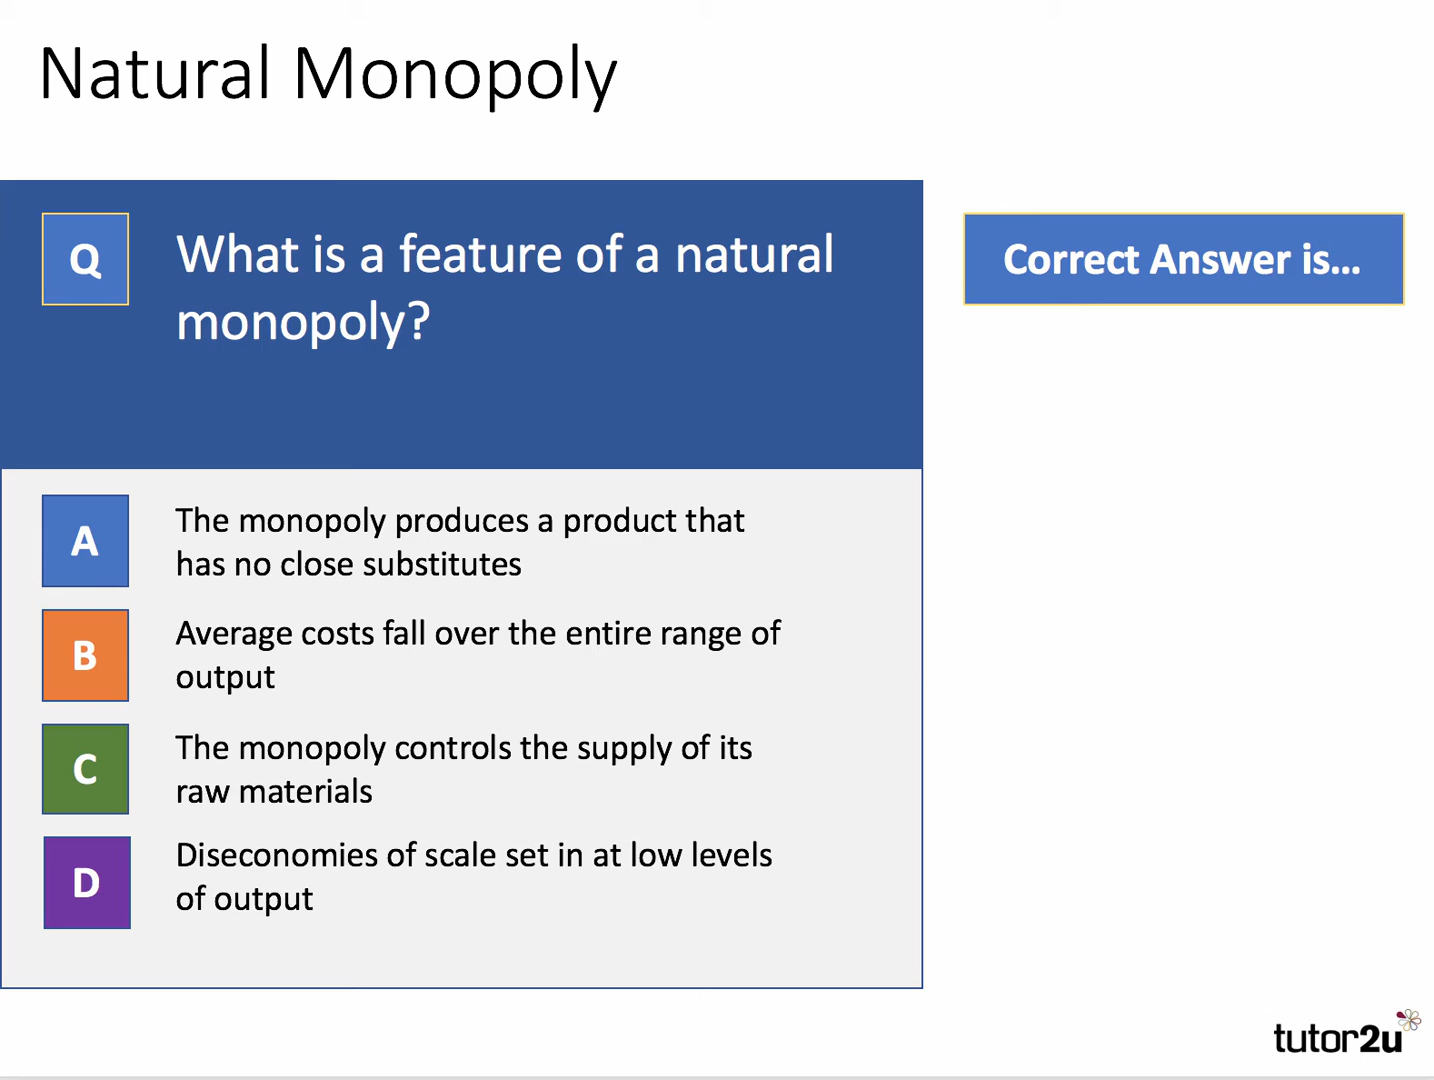 Natural Monopoly
Q
What is a feature of a natural
monopoly?
Correct Answer is...
A
The monopoly produces a product that
has no close substitutes
B
Average costs fall over the entire range of
output
C
The monopoly controls the supply of its
raw materials
D
Diseconomies of scale set in at low levels
of output
tutor2u